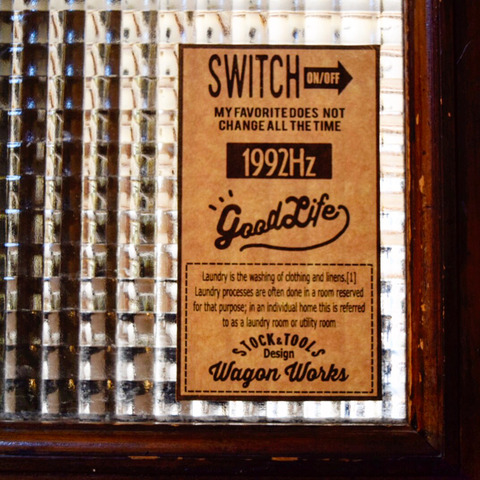 SWITCH ON/OFF
MY FAVORITE DOES NOT
CHANGE ALL THE TIME
1992Hz
Good Life
Laundry is the washing of clothing and linens.[1]
Laundry processes are often done in a room reserved
for that purpose; in an individual home this is referred
to as a laundry room or utility room
STOCK & TOOLS
Design
Wagon Works